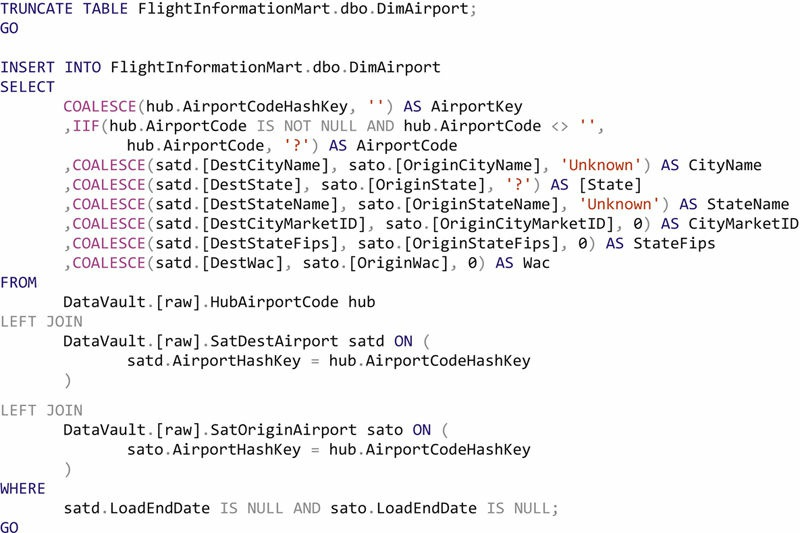 TRUNCATE TABLE FlightInformationMart.dbo.DimAirport;
GO
INSERT INTO FlightInformationMart.dbo.DimAirport
SELECT
COALESCE(hub.AirportCodeHashKey, '') AS AirportKey
,IIF(hub.AirportCode IS NOT NULL AND hub.AirportCode <> '',
hub.AirportCode, '?') AS AirportCode
,COALESCE(satd.[DestCityName], sato.[OriginCityName], 'Unknown') AS CityName
,COALESCE(satd.[DestState], sato.[OriginState], '?') AS [State]
,COALESCE(satd.[DestStateName], sato.[OriginStateName], 'Unknown') AS StateName
,COALESCE(satd.[DestCityMarketID], sato.[OriginCityMarketID], 0) AS CityMarketID
,COALESCE(satd.[DestStateFips], sato.[OriginStateFips], 0) AS StateFips
,COALESCE(satd.[DestWac], sato.[OriginWac], 0) AS Wac
FROM
DataVault.[raw].HubAirportCode hub
LEFT JOIN
DataVault.[raw].SatDestAirport satd ON (
satd.AirportHashKey = hub.AirportCodeHashKey
)
LEFT JOIN
DataVault.[raw].SatOriginAirport sato ON (
sato.AirportHashKey = hub.AirportCodeHashKey
)
WHERE
satd.LoadEndDate IS NULL AND sato.LoadEndDate IS NULL;
GO